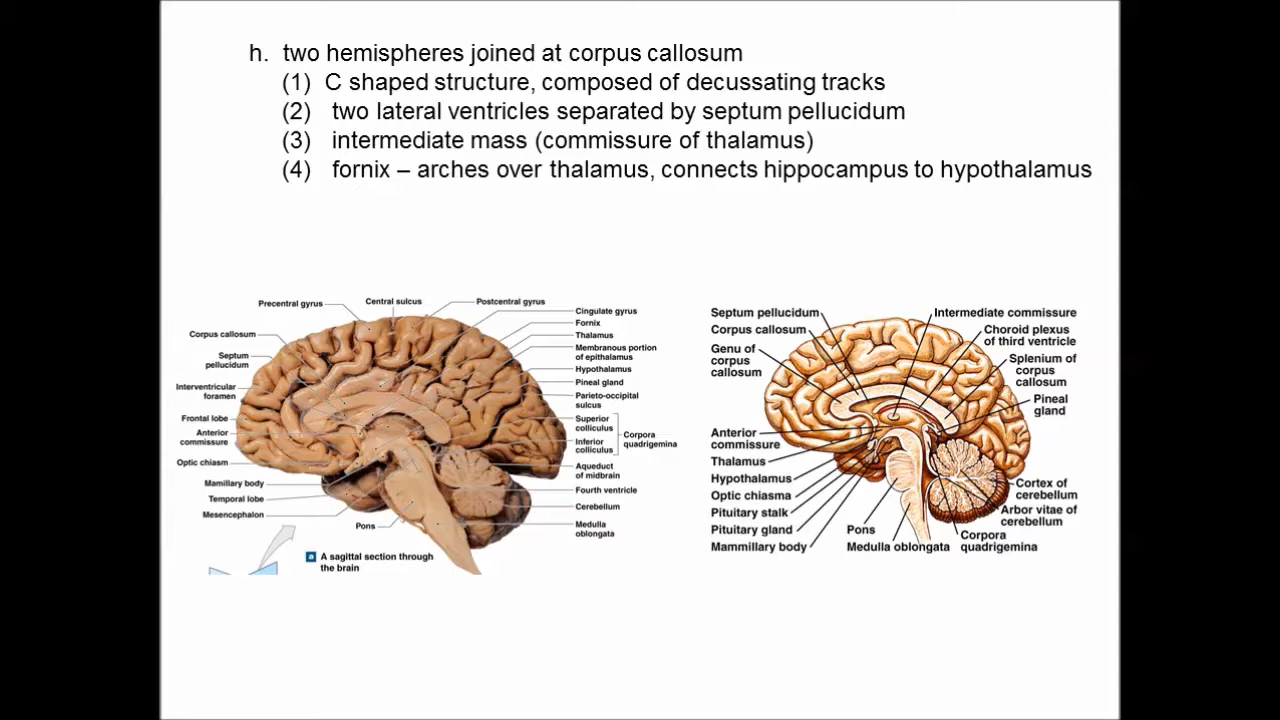 h. two hemispheres joined at corpus callosum
(1) C shaped structure, composed of decussating tracks
(2) two lateral ventricles separated by septum pellucidum
(3) intermediate mass (commissure of thalamus)
(4) fornix – arches over thalamus, connects hippocampus to hypothalamus
Precentral gyrus
Central sulcus
Postcentral gyrus
Corpus callosum
Septum
pellucidum
Interventricular
foramen
Frontal lobe
Anterior
commissure
Optic chiasm
Mamillary body
Temporal lobe
Mesencephalon
Pons
Cingulate gyrus
Fornix
Thalamus
Membranous portion
of epithalamus
Hypothalamus
Pineal gland
Parieto-occipital
sulcus
Superior
colliculus
Inferior
colliculus
Corpora
quadrigemina
Aqueduct
of midbrain
Fourth ventricle
Cerebellum
Medulla
oblongata
a A sagittal section through
the brain
Septum pellucidum
Corpus callosum
Genu of
corpus
callosum
Anterior
commissure
Thalamus
Hypothalamus
Optic chiasma
Pituitary stalk
Pituitary gland
Mammillary body
Intermediate commissure
Choroid plexus
of third ventricle
Splenium of
corpus
callosum
Pineal
gland
Cortex of
cerebellum
Arbor vitae of
cerebellum
Corpora
quadrigemina
Pons
Medulla oblongata